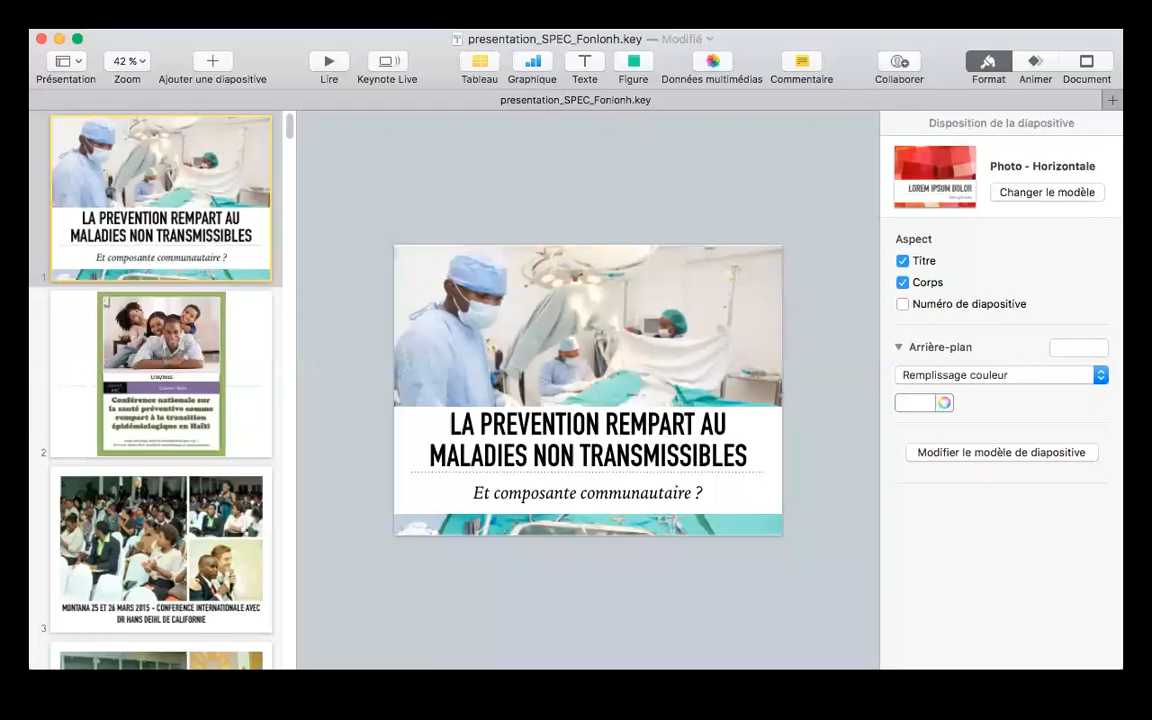 presentation_SPEC_Fonlonh.key — Modifié
42 %
Présentation
Zoom
Ajouter une diapositive
Lire
Keynote Live
Tableau
Graphique
Texte
Figure
Données multimédias
Commentaire
Collaborer
Format
Animer
Document
presentation_SPEC_Fonlonh.key
LA PREVENTION REMPART AU
MALADIES NON TRANSMISSIBLES
Et composante communautaire ?
1
Conférence nationale sur
la santé préventive comme
rempart à la transition
épidémiologique en Haïti
2
MONTANA 25 ET 26 MARS 2015 - CONFERENCE INTERNATIONALE AVEC
DR HANS DEIHL DE CALIFORNIE
3
LA PREVENTION REMPART AU
MALADIES NON TRANSMISSIBLES
Et composante communautaire ?
Disposition de la diapositive
LOREM IPSUM DOLOR
Photo - Horizontale
Changer le modèle
Aspect
Titre
Corps
Numéro de diapositive
Arrière-plan
Remplissage couleur
Modifier le modèle de diapositive